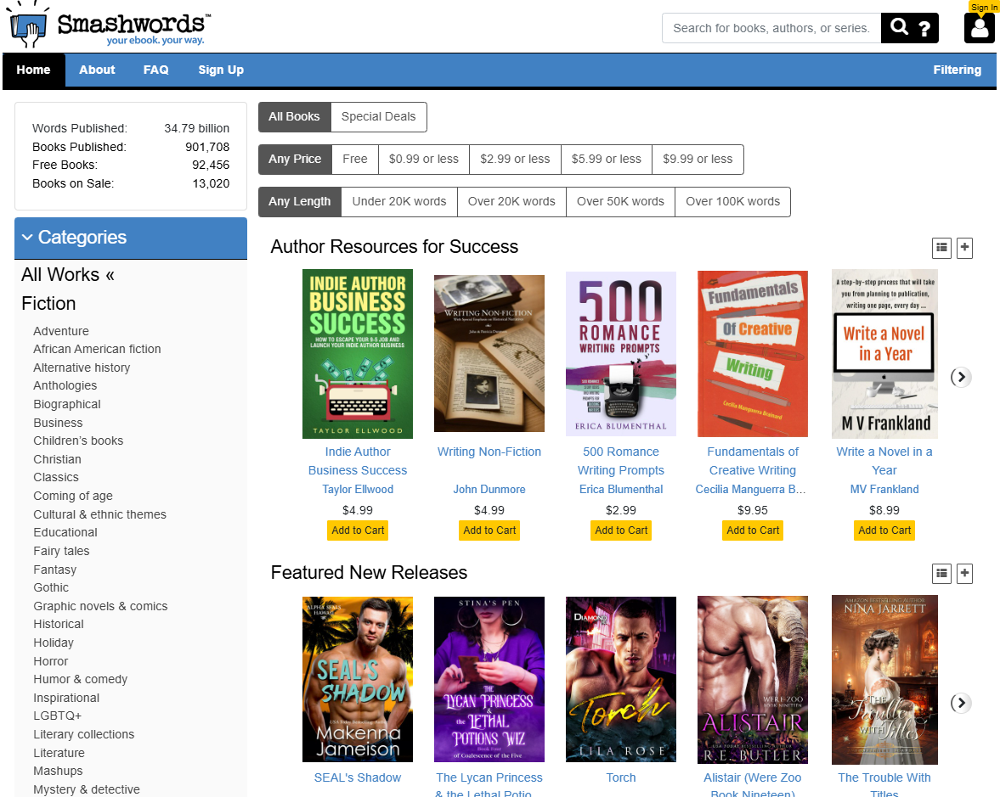 Smashwords™
your ebook. your way.
Search for books, authors, or series.
?
Sign In
Home
About
FAQ
Sign Up
Filtering
Words Published: 34.79 billion
Books Published: 901,708
Free Books: 92,456
Books on Sale: 13,020
Categories
All Works «
Fiction
Adventure
African American fiction
Alternative history
Anthologies
Biographical
Business
Children’s books
Christian
Classics
Coming of age
Cultural & ethnic themes
Educational
Fairy tales
Fantasy
Gothic
Graphic novels & comics
Historical
Holiday
Horror
Humor & comedy
Inspirational
LGBTQ+
Literary collections
Literature
Mashups
Mystery & detective
All Books Special Deals
Any Price Free $0.99 or less $2.99 or less $5.99 or less $9.99 or less
Any Length Under 20K words Over 20K words Over 50K words Over 100K words
Author Resources for Success
INDIE AUTHOR
BUSINESS
SUCCESS
HOW TO ESCAPE YOUR 9-5 JOB AND
LAUNCH YOUR INDIE AUTHOR BUSINESS
TAYLOR ELLWOOD
Indie Author
Business Success
Taylor Ellwood
$4.99
Add to Cart
WRITING NON-FICTION
With Special Emphasis on Historical Narratives
Writing Non-Fiction
John Dunmore
$4.99
Add to Cart
500
ROMANCE
WRITING PROMPTS
ERICA BLUMENTHAL
500 Romance
Writing Prompts
Erica Blumenthal
$2.99
Add to Cart
Fundamentals
Of Creative
Writing
Cecilia Manguerra Brainard
Fundamentals of
Creative Writing
Cecilia Manguerra B...
$9.95
Add to Cart
A step-by-step process that will take
you from planning to publication,
writing one page, every day ...
Write a Novel
in a Year
M V Frankland
Write a Novel in a
Year
MV Frankland
$8.99
Add to Cart
Featured New Releases
ALPHA SEALS
HAWAII
SEAL'S
SHADOW
USA Today Bestselling Author
Makenna
Jameison
SEAL's Shadow
STINA'S PEN
THE
LYCAN PRINCESS
&
the LETHAL
POTIONS WIZ
Book Four
of Coalescence of the Five
The Lycan Princess
& the Lethal Potio...
DIAMOND
Torch
LILA ROSE
Torch
WERE-ZOO
BOOK NINETEEN
ALISTAIR
USA TODAY BESTSELLING AUTHOR
R.E. BUTLER
Alistair (Were Zoo
Book Nineteen)
AMAZON BESTSELLING AUTHOR
NINA JARRETT
THE
Trouble
WITH Titles
The Trouble With
Titles